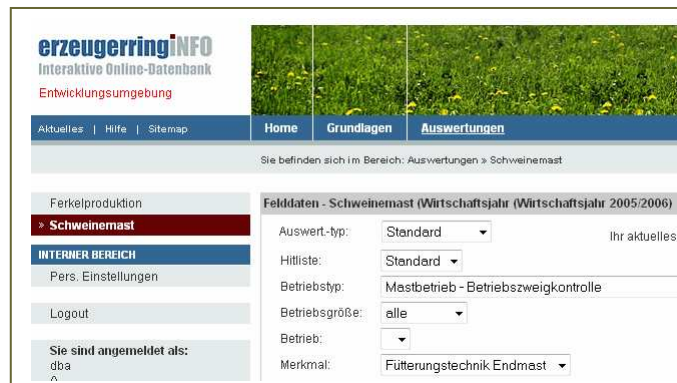 erzeugerringiNFO
Interaktive Online-Datenbank
Entwicklungsumgebung
Aktuelles | Hilfe | Sitemap
Home Grundlagen Auswertungen
Sie befinden sich im Bereich: Auswertungen » Schweinemast
Ferkelproduktion
» Schweinemast
INTERNER BEREICH
Pers. Einstellungen
Logout
Sie sind angemeldet als:
dba
Felddaten - Schweinemast (Wirtschaftsjahr (Wirtschaftsjahr 2005/2006)
Auswert.-typ: Standard Ihr aktuelles
Hitliste: Standard
Betriebstyp: Mastbetrieb - Betriebszweigkontrolle
Betriebsgröße: alle
Betrieb:
Merkmal: Fütterungstechnik Endmast